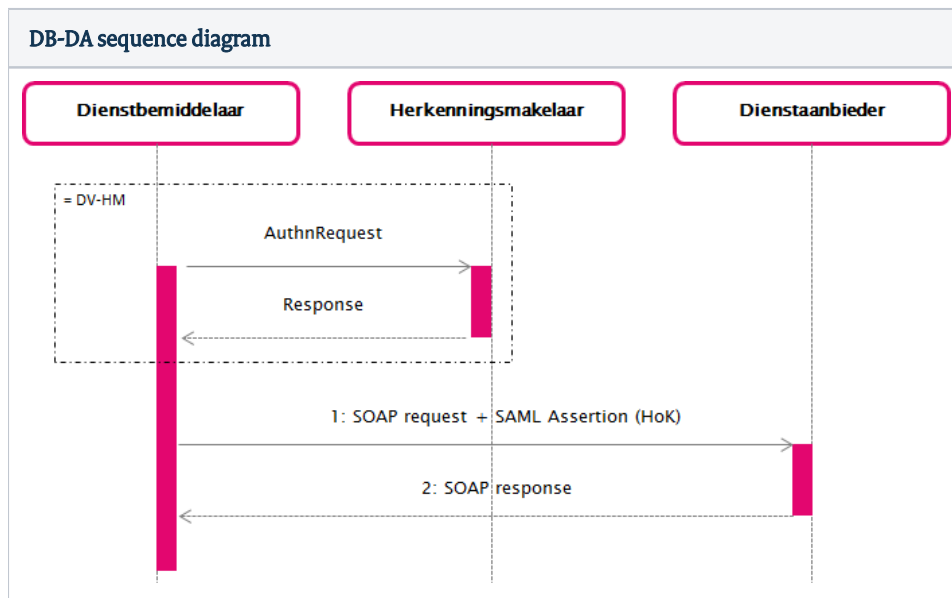 DB-DA sequence diagram
Dienstbemiddelaar
Herkenningsmakelaar
Dienstaanbieder
= DV-HM
AuthnRequest
Response
1: SOAP request + SAML Assertion (HoK)
2: SOAP response